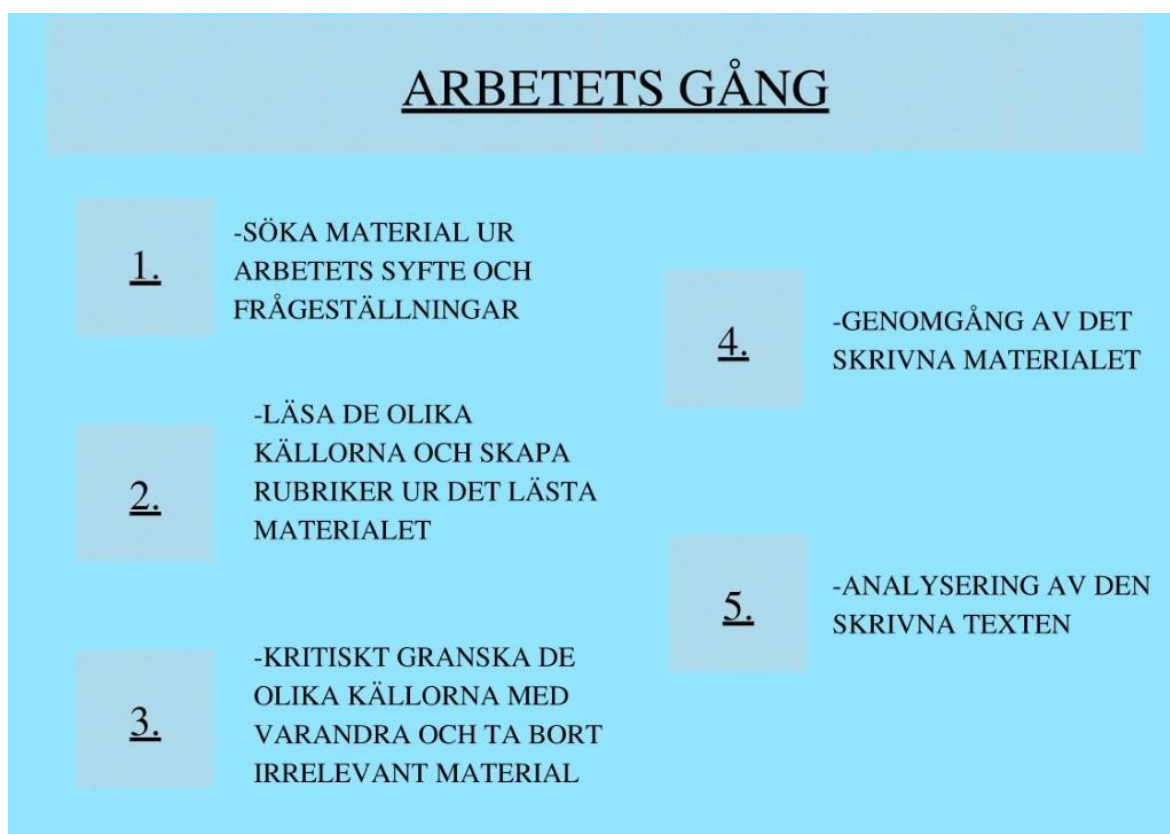 ARBETETS GÅNG
1.
-SÖKA MATERIAL UR
ARBETETS SYFTE OCH
FRÅGESTÄLLNINGAR
2.
-LÄSA DE OLIKA
KÄLLORNA OCH SKAPA
RUBRIKER UR DET LÄSTA
MATERIALET
3.
-KRITISKT GRANSKA DE
OLIKA KÄLLORNA MED
VARANDRA OCH TA BORT
IRRELEVANT MATERIAL
4.
-GENOMGÅNG AV DET
SKRIVNA MATERIALET
5.
-ANALYSERING AV DEN
SKRIVNA TEXTEN